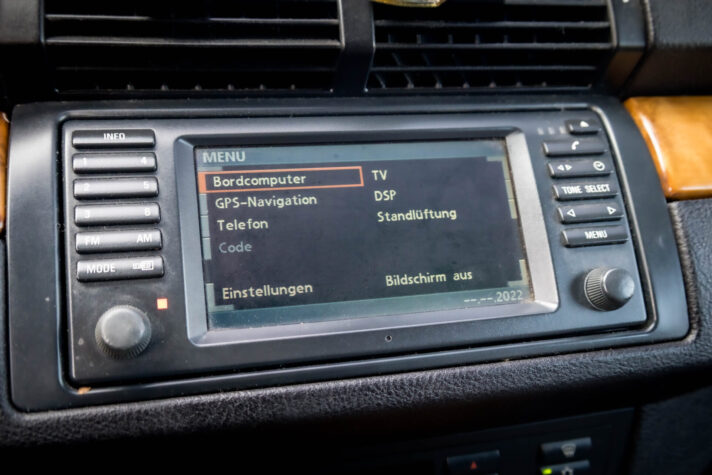 INFO
1 4
2 5
3 6
FM AM
MODE
MENU
Bordcomputer TV
GPS-Navigation DSP
Telefon Standlüftung
Code
Einstellungen Bildschirm aus
--.--.2022
TONE SELECT
MENU